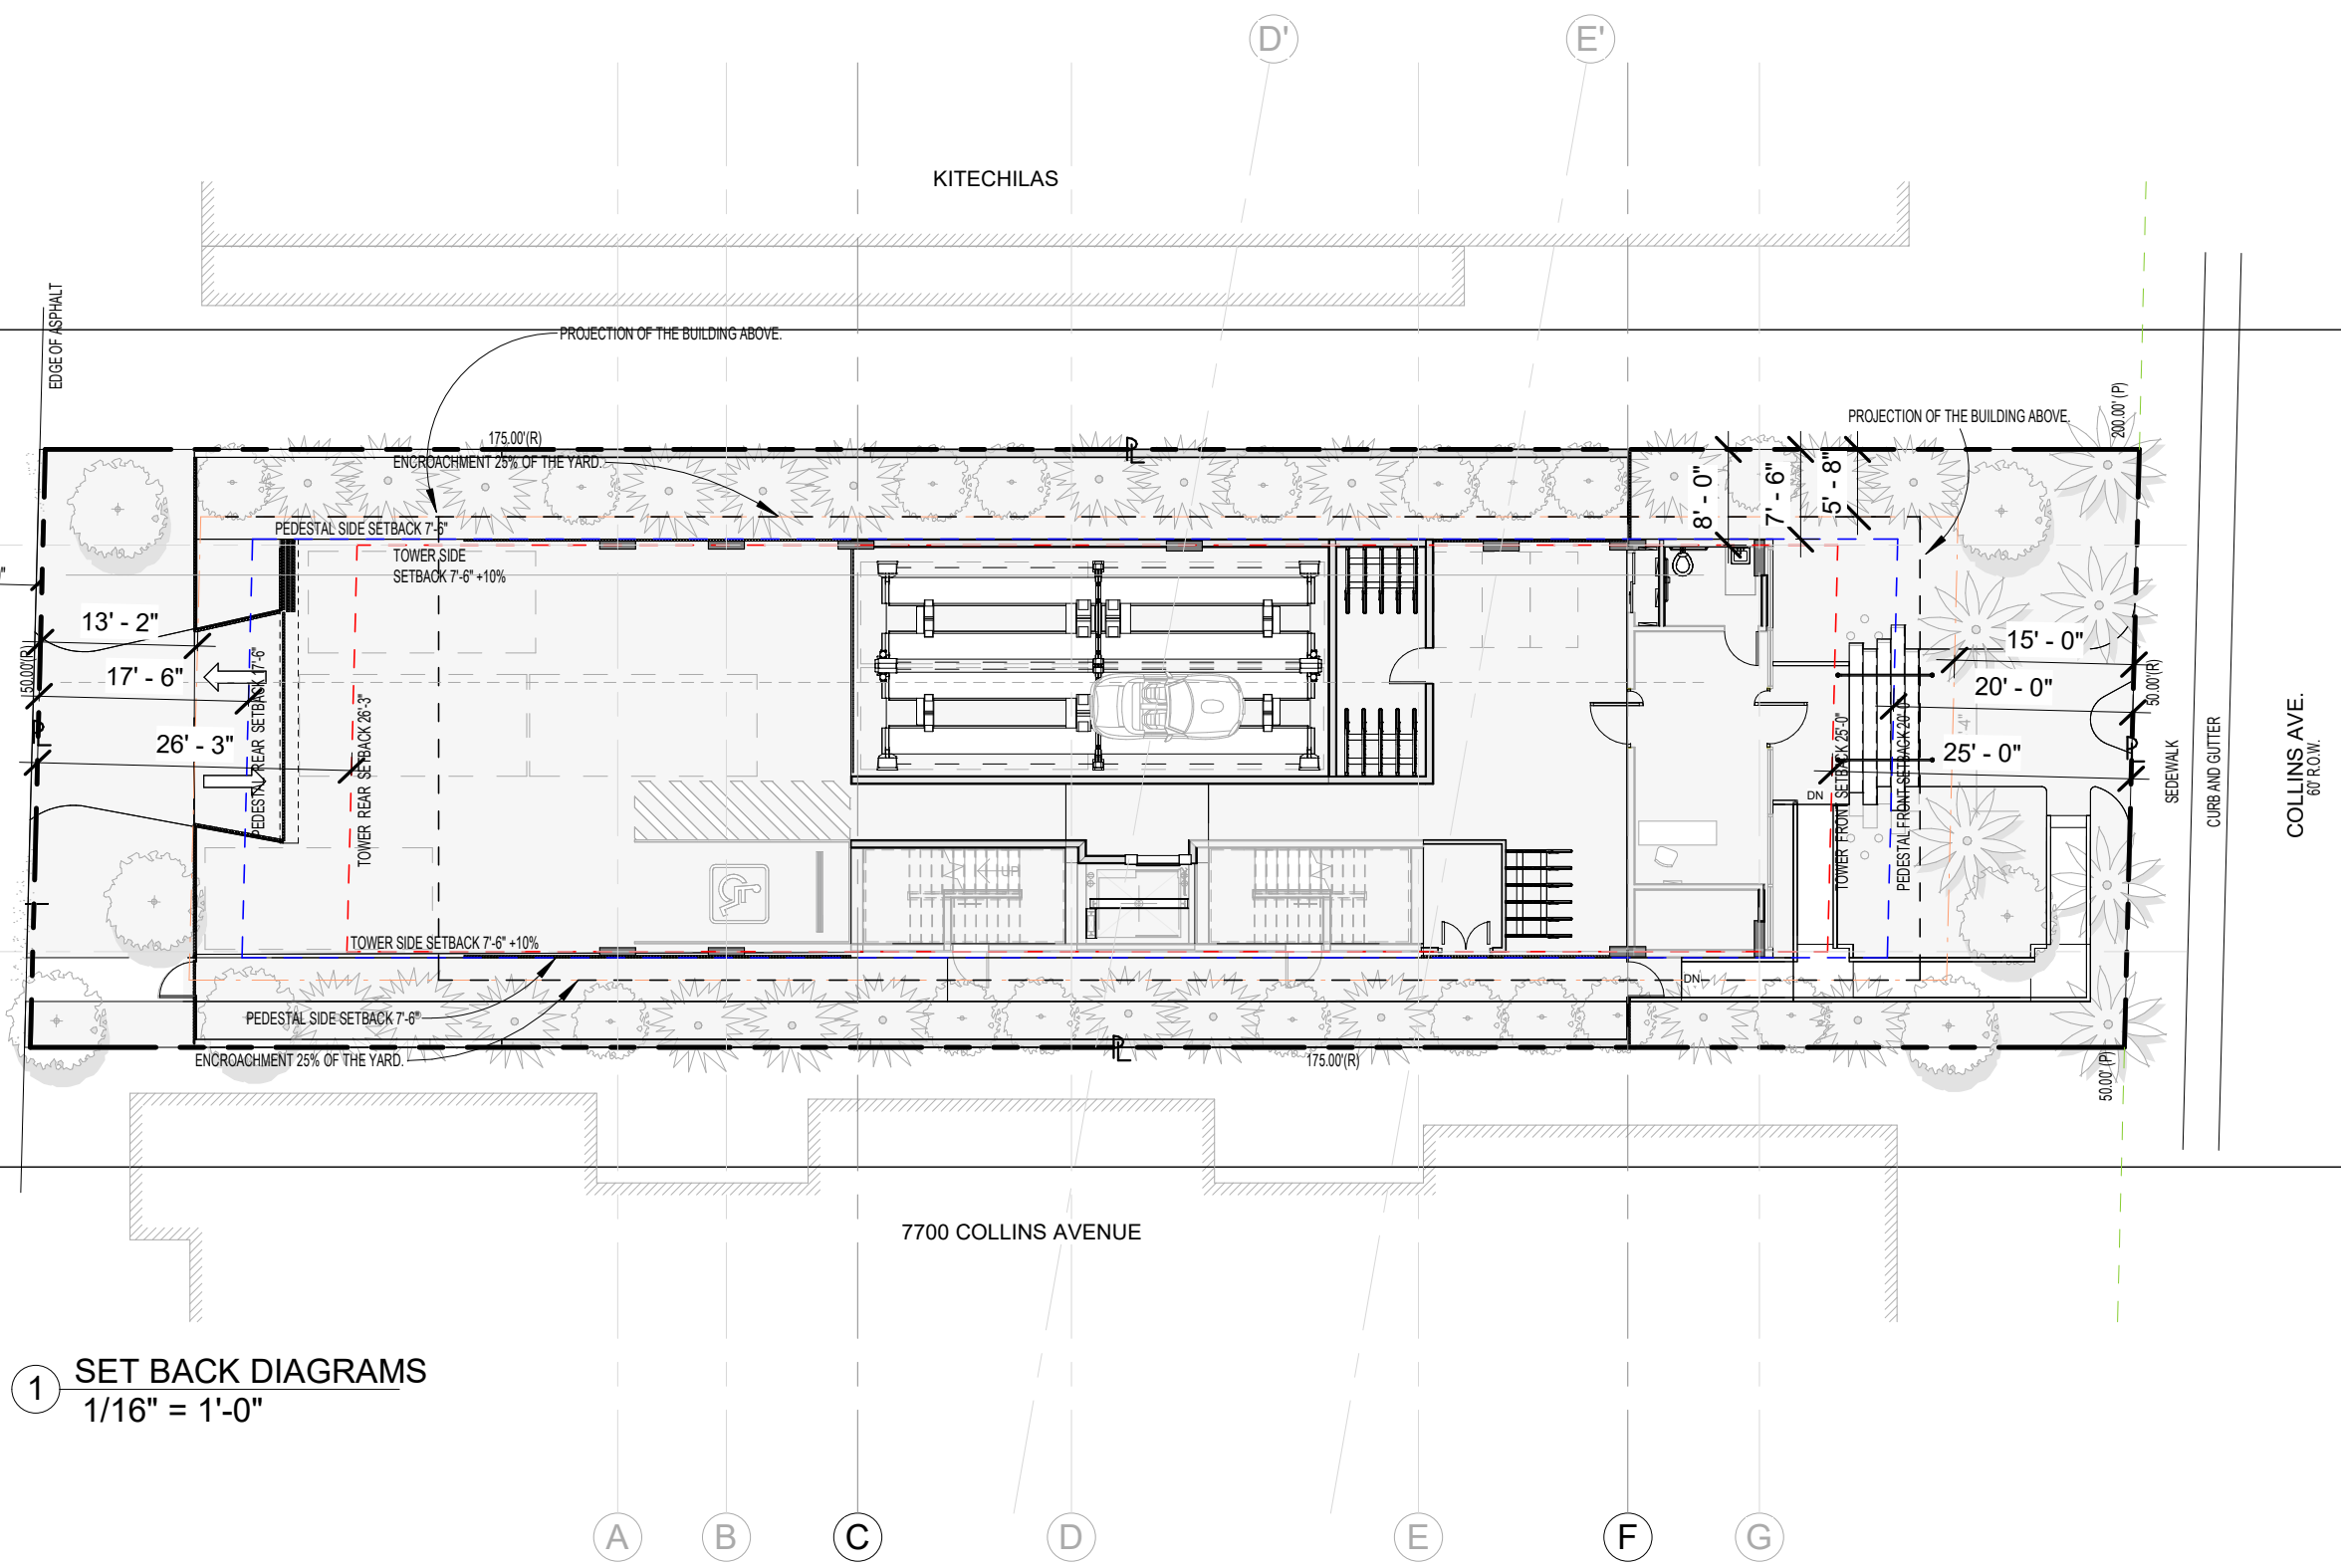 D'
E'
KITECHILAS
EDGE OF ASPHALT
PROJECTION OF THE BUILDING ABOVE.
PROJECTION OF THE BUILDING ABOVE.
200.00' (P)
175.00'(R)
ENCROACHMENT 25% OF THE YARD.
PEDESTAL SIDE SETBACK 7'-6"
TOWER SIDE
SETBACK 7'-6" +10%
8' - 0"
7' - 6"
5' - 8"
13' - 2"
17' - 6"
26' - 3"
50.00'(R)
PEDESTAL REAR SETBACK 17'-6"
TOWER REAR SETBACK 26'-3"
15' - 0"
20' - 0"
25' - 0"
50.00'(R)
TOWER FRONT SETBACK 25'-0"
PEDESTAL FRONT SETBACK 20'-0"
DN
UP
DN
SEDEWALK
CURB AND GUTTER
COLLINS AVE.
60' R.O.W.
TOWER SIDE SETBACK 7'-6" +10%
PEDESTAL SIDE SETBACK 7'-6"
ENCROACHMENT 25% OF THE YARD.
175.00'(R)
50.00' (P)
7700 COLLINS AVENUE
1
SET BACK DIAGRAMS
1/16" = 1'-0"
A
B
C
D
E
F
G